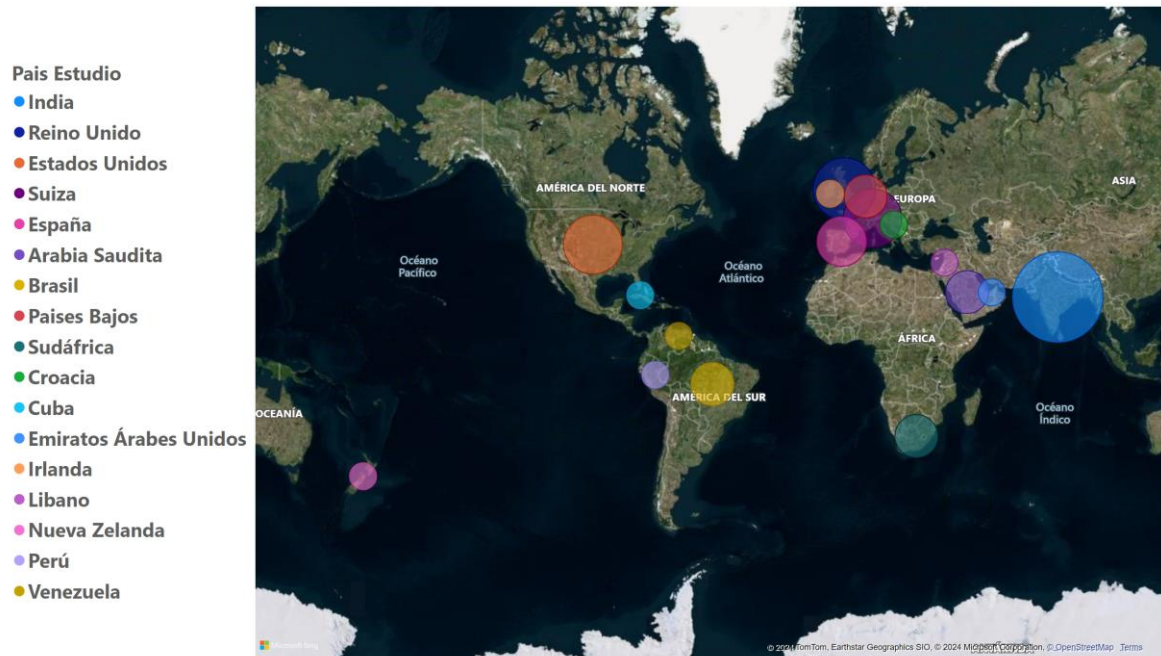 Pais Estudio
India
Reino Unido
Estados Unidos
Suiza
España
Arabia Saudita
Brasil
Paises Bajos
Sudáfrica
Croacia
Cuba
Emiratos Árabes Unidos
Irlanda
Libano
Nueva Zelanda
Perú
Venezuela
AMÉRICA DEL NORTE
EUROPA
ASIA
Océano
Pacífico
Océano
Atlántico
ÁFRICA
AMÉRICA DEL SUR
OCEANÍA
Océano
Índico
Microsoft Bing
© 2024 TomTom, Earthstar Geographics SIO, © 2024 Microsoft Corporation, © OpenStreetMap Terms